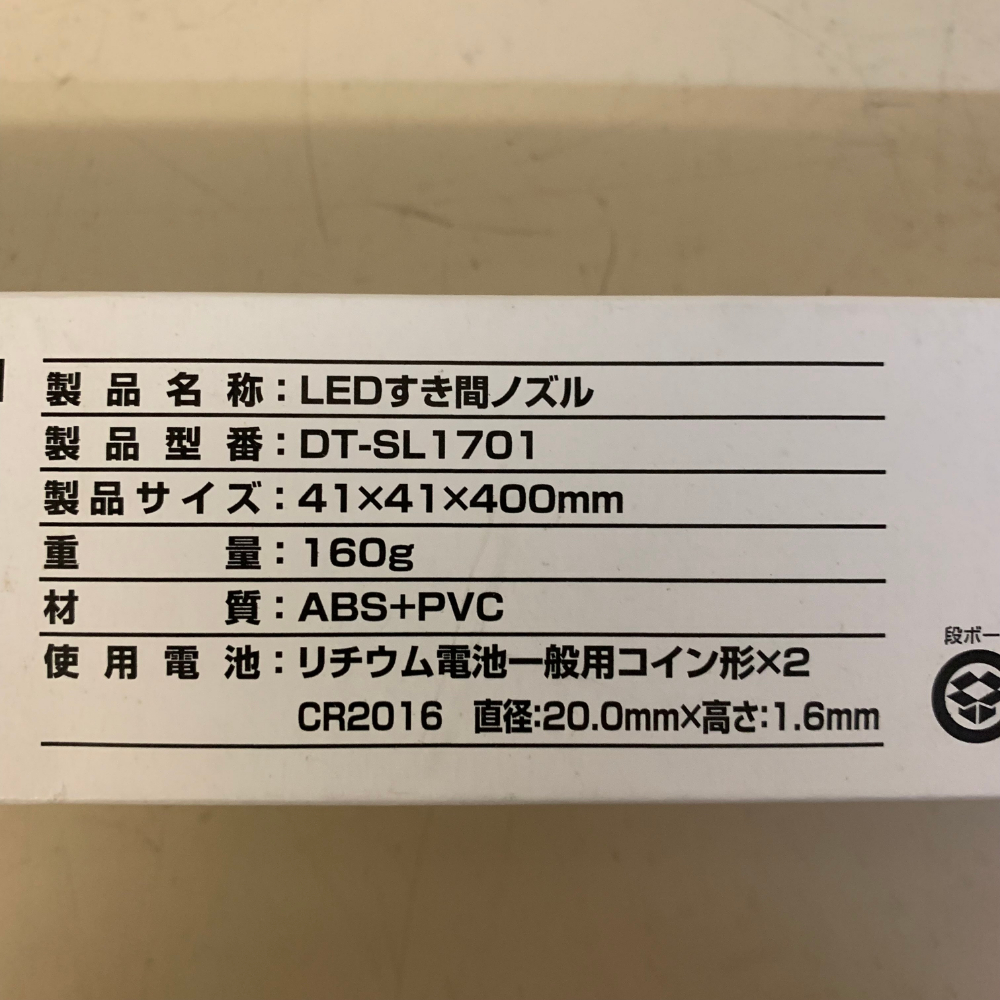 製品名称：LEDすき間ノズル
製品型番：DT-SL1701
製品サイズ：41×41×400mm
重量：160g
材質：ABS+PVC
使用電池：リチウム電池一般用コイン形×2
CR2016 直径:20.0mm×高さ:1.6mm
段ボー